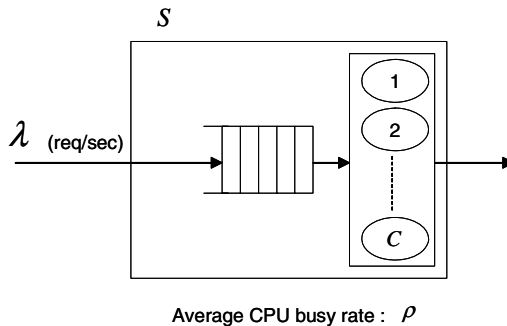 S
λ (req/sec)
1
2
C
Average CPU busy rate : ρ